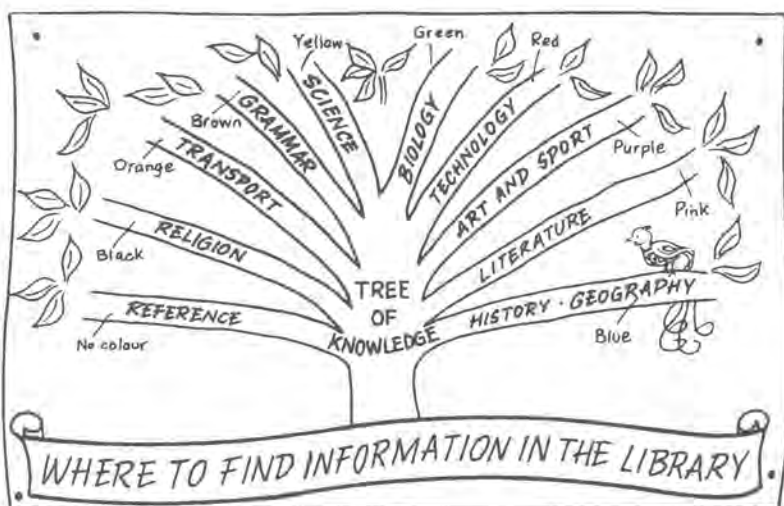 Yellow
Green
Red
SCIENCE
BIOLOGY
Brown
GRAMMAR
TECHNOLOGY
Orange
TRANSPORT
ART AND SPORT
Purple
Black
RELIGION
LITERATURE
Pink
No colour
REFERENCE
HISTORY · GEOGRAPHY
Blue
TREE
OF
KNOWLEDGE
WHERE TO FIND INFORMATION IN THE LIBRARY